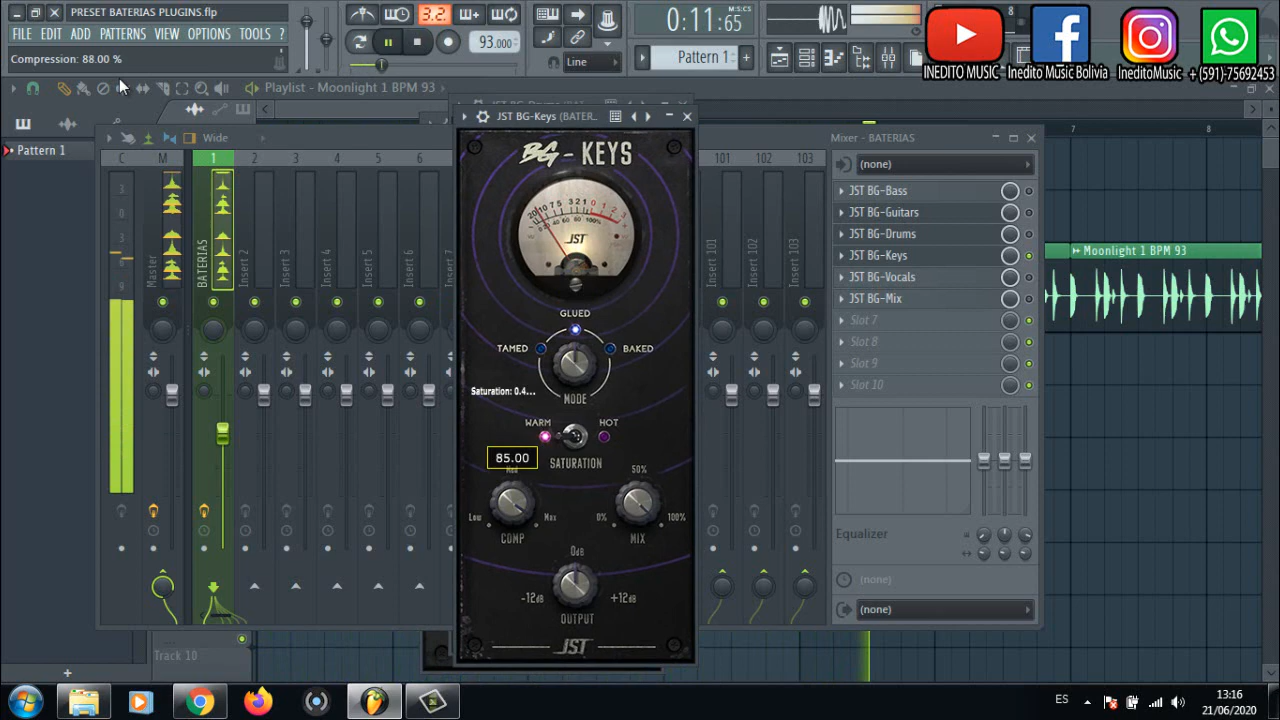 PRESET BATERIAS PLUGINS.flp
FILE EDIT ADD PATTERNS VIEW OPTIONS TOOLS ?
Compression: 88.00 %
3.2.
93.000
0:11:65
M:S:CS
Line
Pattern 1
8
INEDITO MUSIC
Inedito Music Bolivia
IneditoMusic
+ (591)-75692453
Playlist - Moonlight 1 BPM 93
Pattern 1
Wide
C M 1 2 3 4 5 6
101 102 103
Master
BATERIAS
Insert 2
Insert 3
Insert 4
Insert 5
Insert 6
Insert 101
Insert 102
Insert 103
JST BG-Keys (BATER...
BG-KEYS
JST
GLUED
TAMED
BAKED
Saturation: 0.4...
MODE
WARM
HOT
85.00
SATURATION
Med
50%
Low
Max
0%
100%
COMP
MIX
0dB
-12dB
+12dB
OUTPUT
JST
Mixer - BATERIAS
(none)
JST BG-Bass
JST BG-Guitars
JST BG-Drums
JST BG-Keys
JST BG-Vocals
JST BG-Mix
Slot 7
Slot 8
Slot 9
Slot 10
Equalizer
(none)
(none)
7
8
Moonlight 1 BPM 93
Track 10
ES
13:16
21/06/2020